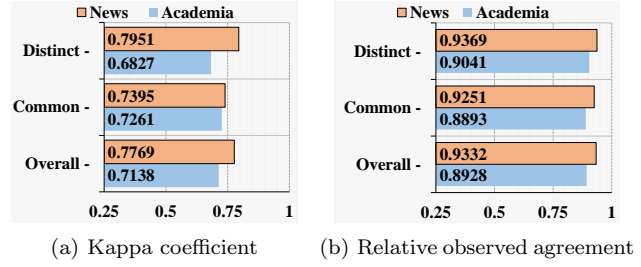 News Academia
Distinct -
0.7951
0.6827
Common -
0.7395
0.7261
Overall -
0.7769
0.7138
0.25 0.5 0.75 1
(a) Kappa coefficient
News Academia
Distinct -
0.9369
0.9041
Common -
0.9251
0.8893
Overall -
0.9332
0.8928
0.25 0.5 0.75 1
(b) Relative observed agreement